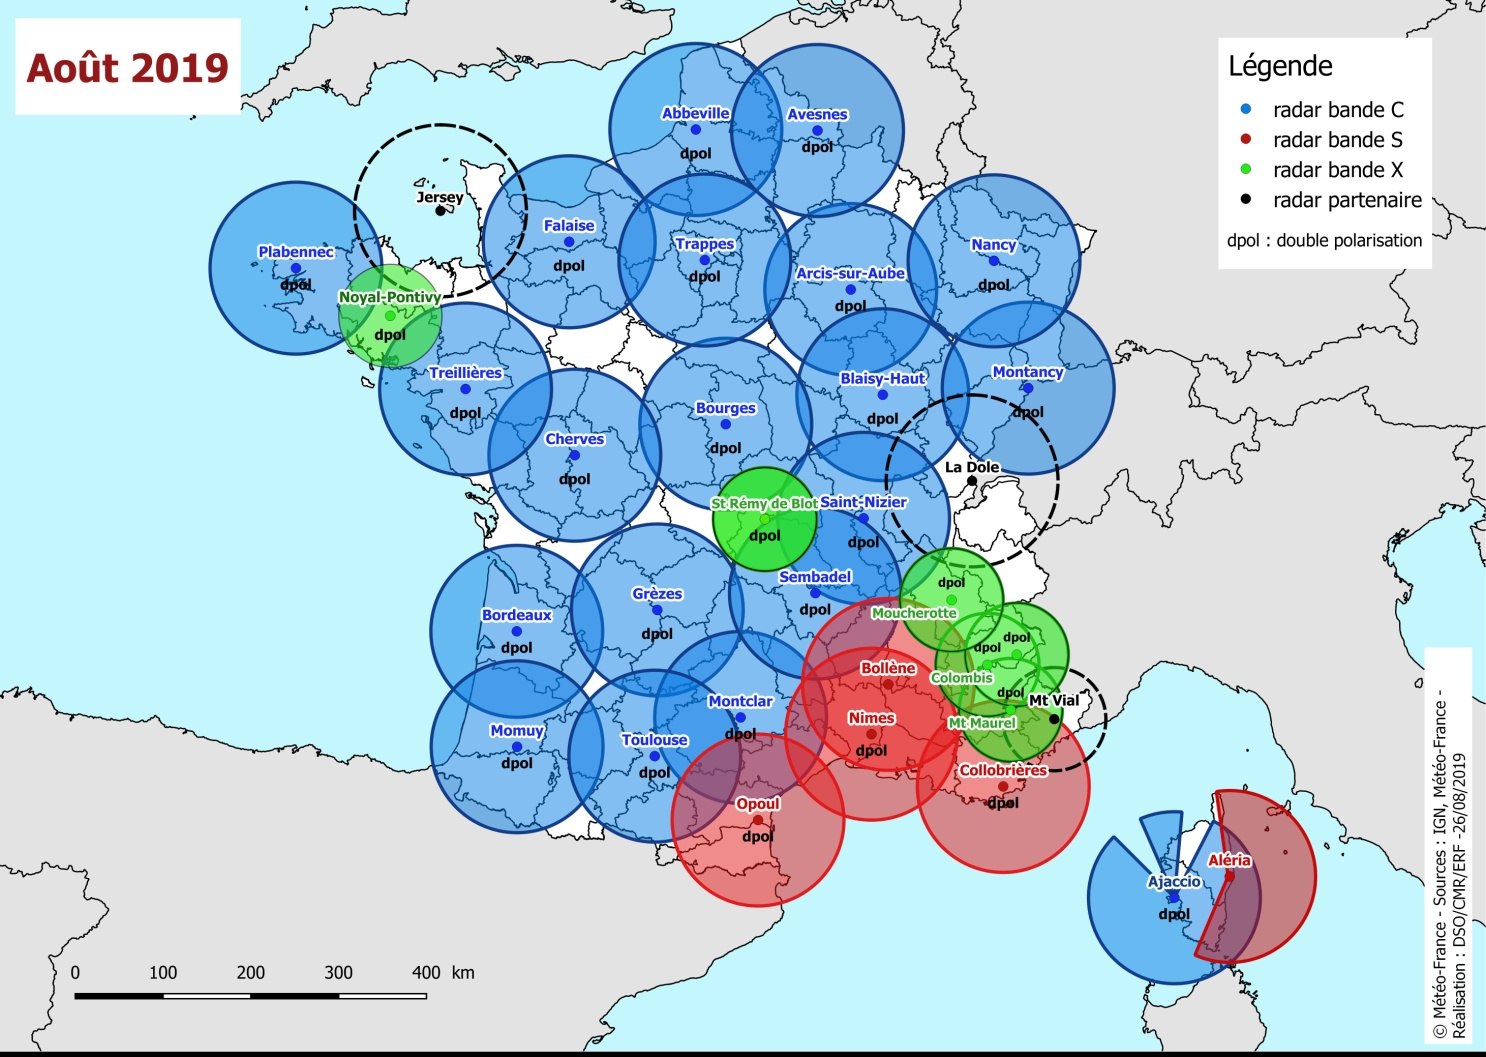 Août 2019
Légende
radar bande C
radar bande S
radar bande X
radar partenaire
dpol : double polarisation
Abbeville
dpol
Avesnes
dpol
Jersey
Falaise
dpol
Trappes
dpol
Plabennec
dpol
Arcis-sur-Aube
dpol
Nancy
dpol
Noyal-Pontivy
dpol
Treillières
dpol
Blaisy-Haut
dpol
Montancy
dpol
Bourges
dpol
Cherves
dpol
La Dole
St Rémy de Blot
dpol
Saint-Nizier
dpol
Sembadel
dpol
Grèzes
dpol
Bordeaux
dpol
dpol
Moucherotte
dpol
dpol
Colombis
dpol
Mt Maurel
Mt Vial
Bollène
Nimes
dpol
Montclar
dpol
Momuy
dpol
Toulouse
dpol
Opoul
dpol
Collobrières
dpol
Aléria
Ajaccio
dpol
0 100 200 300 400 km
© Météo-France - Sources : IGN, Météo-France -
Réalisation : DSO/CMR/ERF -26/08/2019